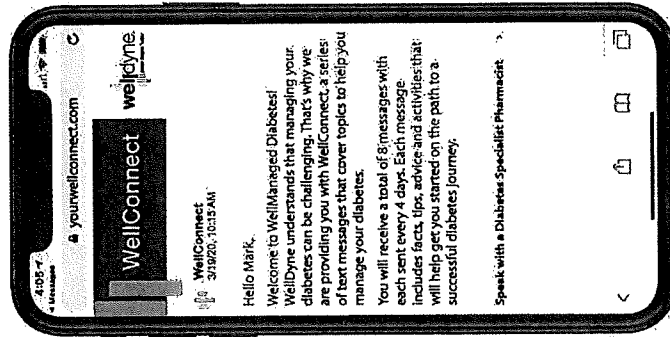 4:05
Messages
yourwellconnect.com
WellConnect
welldyne.
WellConnect
3/19/20, 10:15 AM
Hello Mark,
Welcome to WellManaged Diabetes!
WellDyne understands that managing your
diabetes can be challenging. That's why we
are providing you with WellConnect, a series
of text messages that cover topics to help you
manage your diabetes.
You will receive a total of 8 messages with
each sent every 4 days. Each message
includes facts, tips, advice and activities that
will help get you started on the path to a
successful diabetes journey.
Speak with a Diabetes Specialist Pharmacist